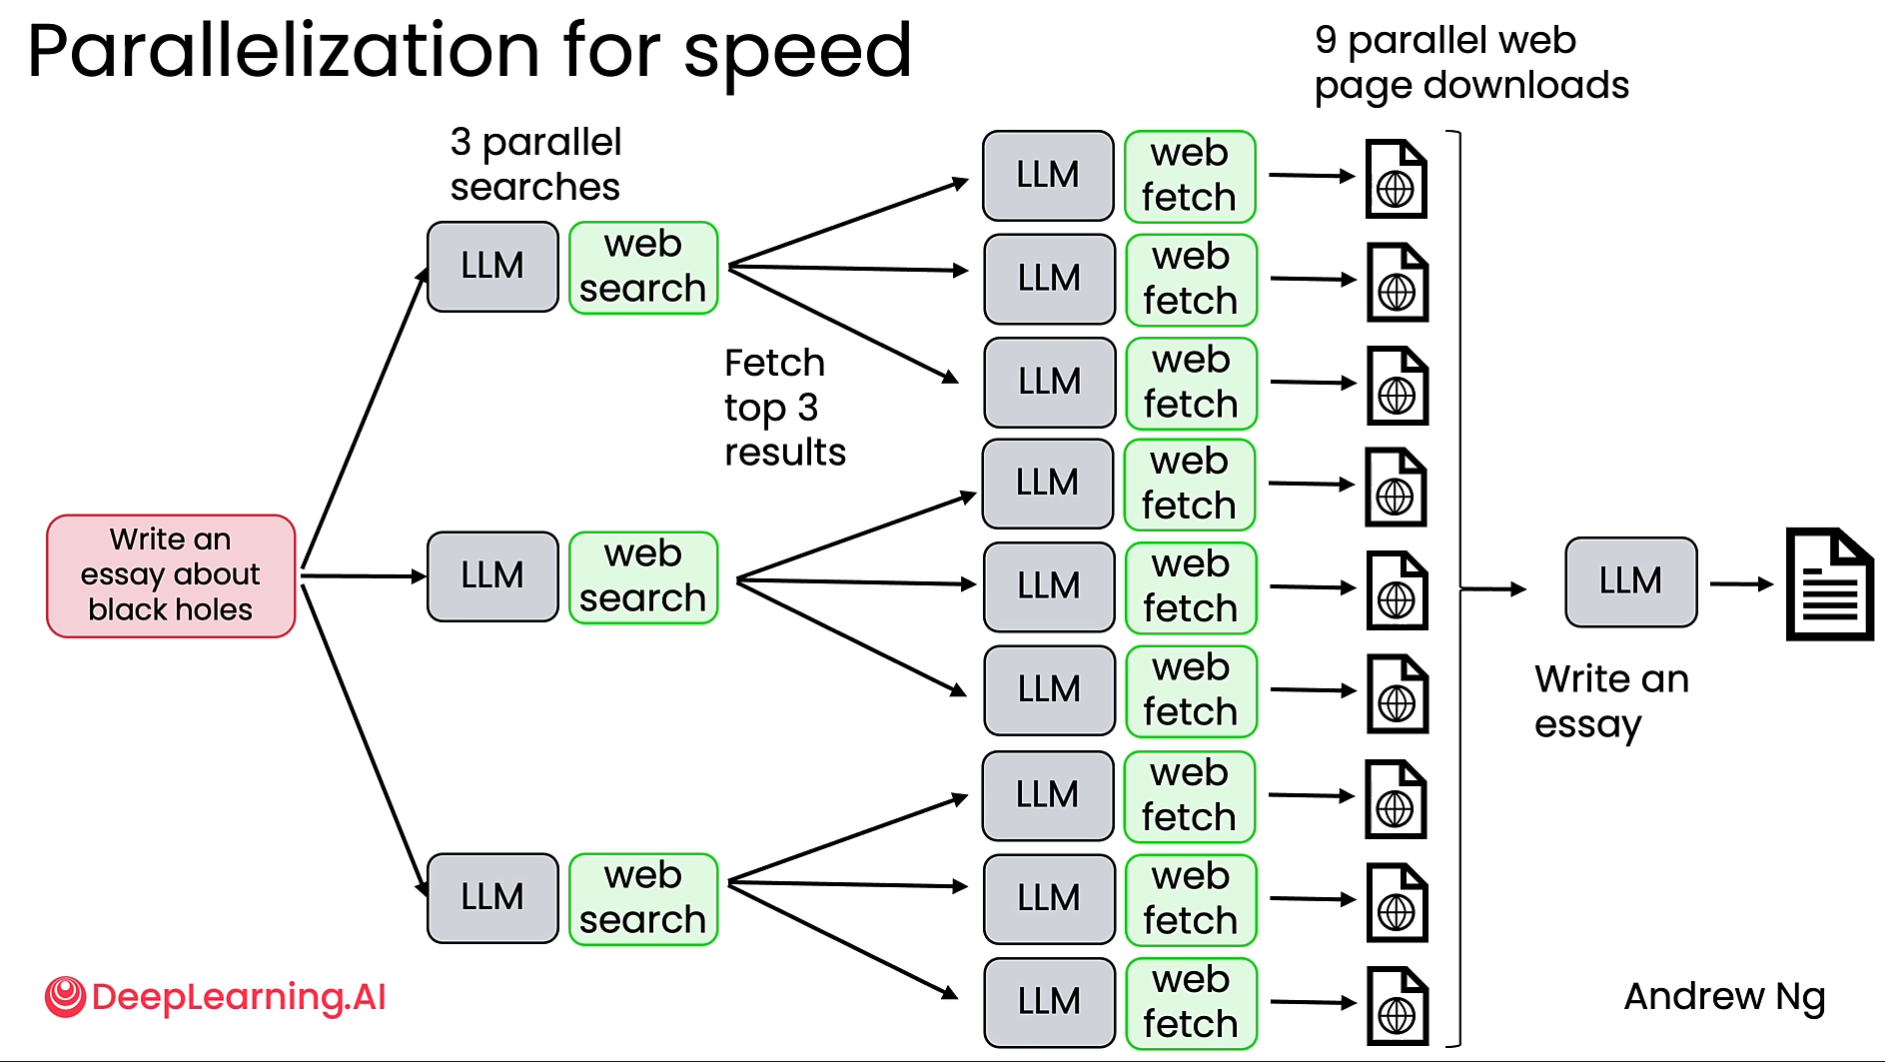 Parallelization for speed
9 parallel web
page downloads
3 parallel
searches
LLM
web
search
Fetch
top 3
results
LLM
web
fetch
LLM
web
fetch
LLM
web
fetch
Write an
essay about
black holes
LLM
web
search
LLM
web
fetch
LLM
web
fetch
LLM
web
fetch
LLM
web
search
LLM
web
fetch
LLM
web
fetch
LLM
web
fetch
LLM
Write an
essay
DeepLearning.AI
Andrew Ng